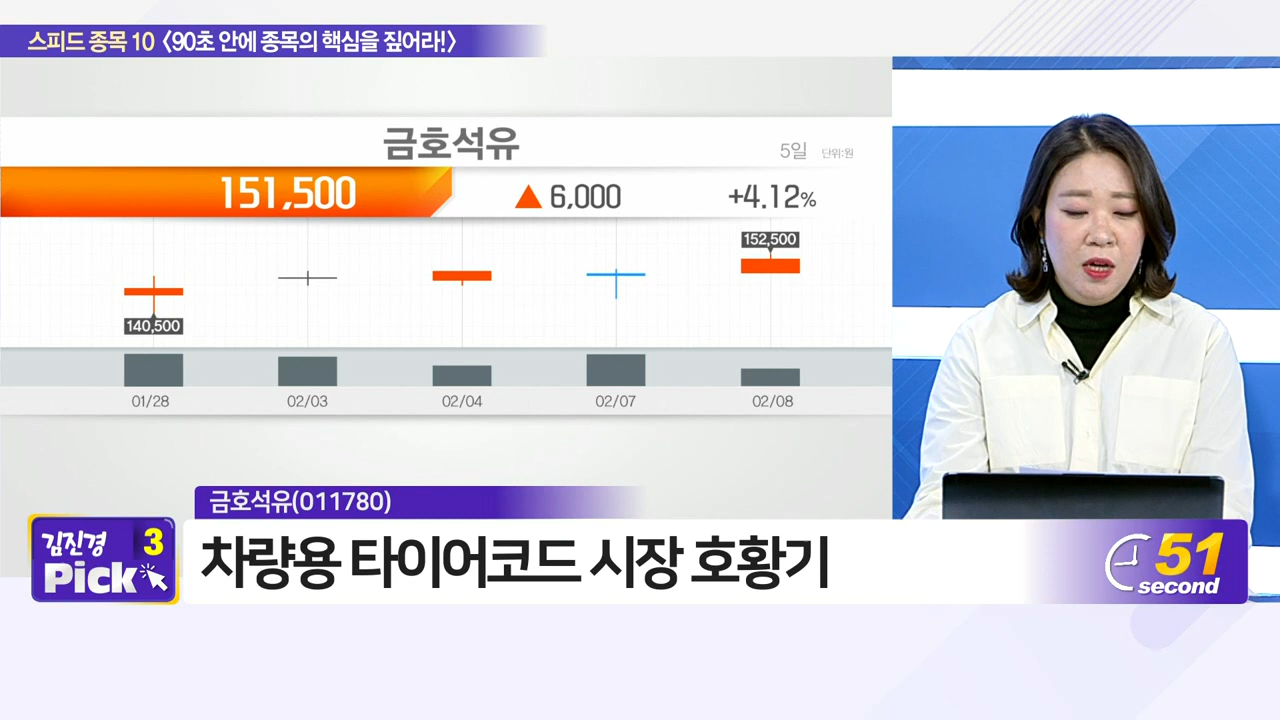 스피드 종목 10 〈90초 안에 종목의 핵심을 짚어라!〉
금호석유
5일 단위:원
151,500 ▲ 6,000 +4.12%
152,500
140,500
01/28 02/03 02/04 02/07 02/08
금호석유(011780)
김진경 3
Pick
차량용 타이어코드 시장 호황기
51
second